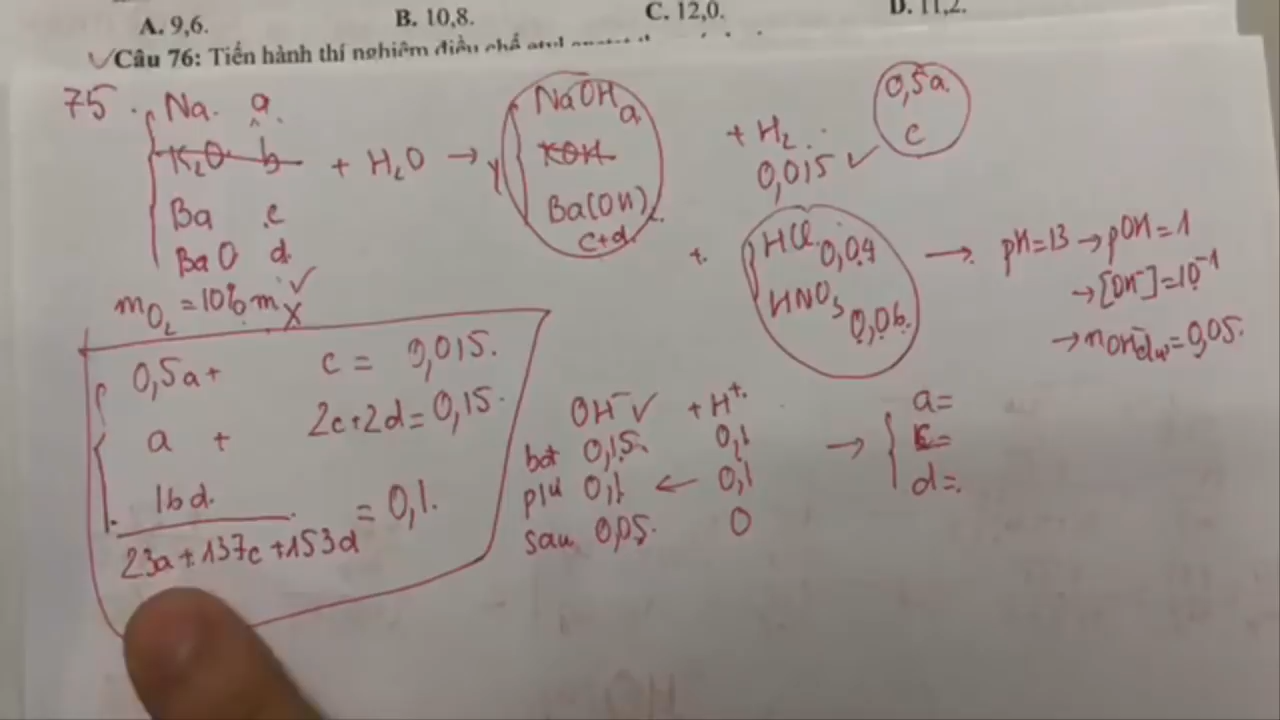 A. 9,6. B. 10,8. C. 12,0. D. 11,2.
Câu 76: Tiến hành thí nghiệm điều chế
75. Na a
K₂O b
Ba c
BaO d
+ H₂O →
Y
NaOH a
KOH
Ba(OH)₂
c+d
+ H₂
0,015 ✓
0,5a
c
+ HCl 0,04
HNO₃ 0,06
→ pH=13 → pOH=1
→ [OH⁻]=10⁻¹
→ nOH⁻dư=0,05.
mO₂ = 10% mX ✓
0,5a+ c = 0,015.
a + 2c+2d=0,15.
16d
23a+137c+153d = 0,1.
OH⁻ ✓ + H⁺
bđ 0,15 0,1
pứ 0,1 ← 0,1
sau 0,05. 0
→ a=
c=
d=